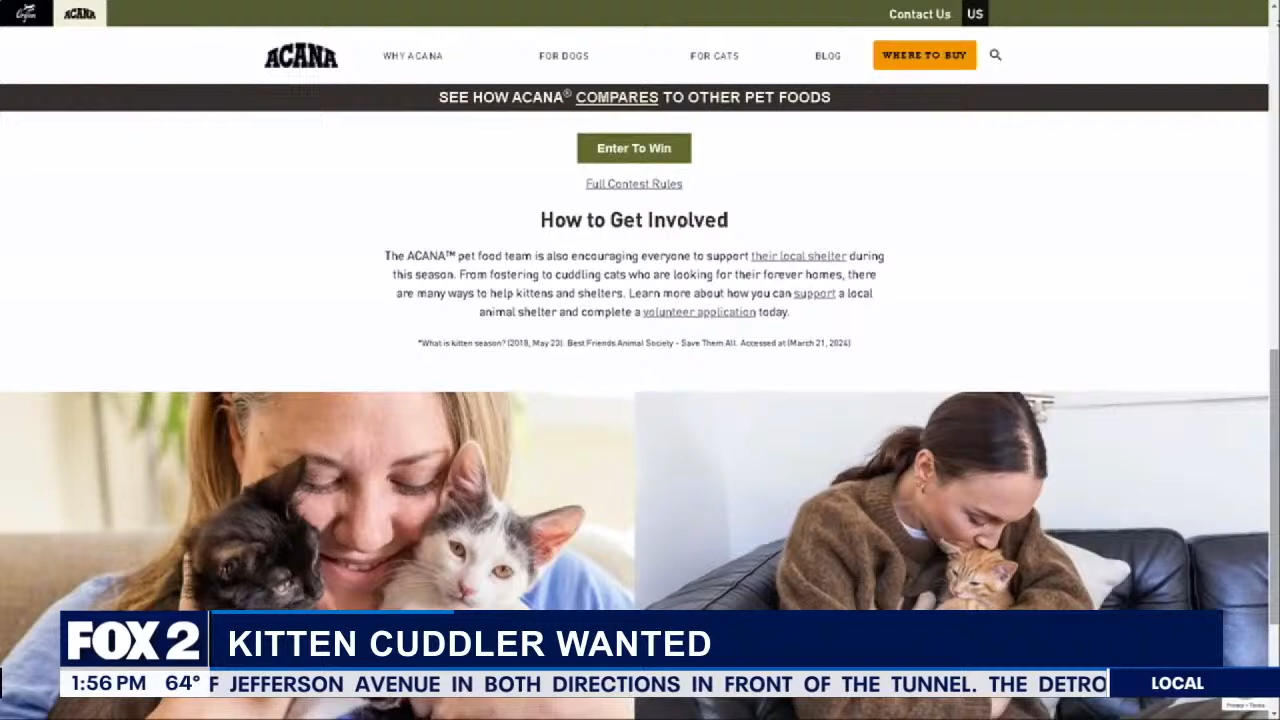 Orijen
ACANA
Contact Us
US
ACANA
WHY ACANA
FOR DOGS
FOR CATS
BLOG
WHERE TO BUY
SEE HOW ACANA® COMPARES TO OTHER PET FOODS
Enter To Win
Full Contest Rules
How to Get Involved
The ACANA™ pet food team is also encouraging everyone to support their local shelter during
this season. From fostering to cuddling cats who are looking for their forever homes, there
are many ways to help kittens and shelters. Learn more about how you can support a local
animal shelter and complete a volunteer application today.
*What is kitten season? (2018, May 23). Best Friends Animal Society - Save Them All. Accessed at (March 21, 2024)
FOX 2
KITTEN CUDDLER WANTED
1:56 PM 64°
F JEFFERSON AVENUE IN BOTH DIRECTIONS IN FRONT OF THE TUNNEL. THE DETRO
LOCAL
Privacy - Terms